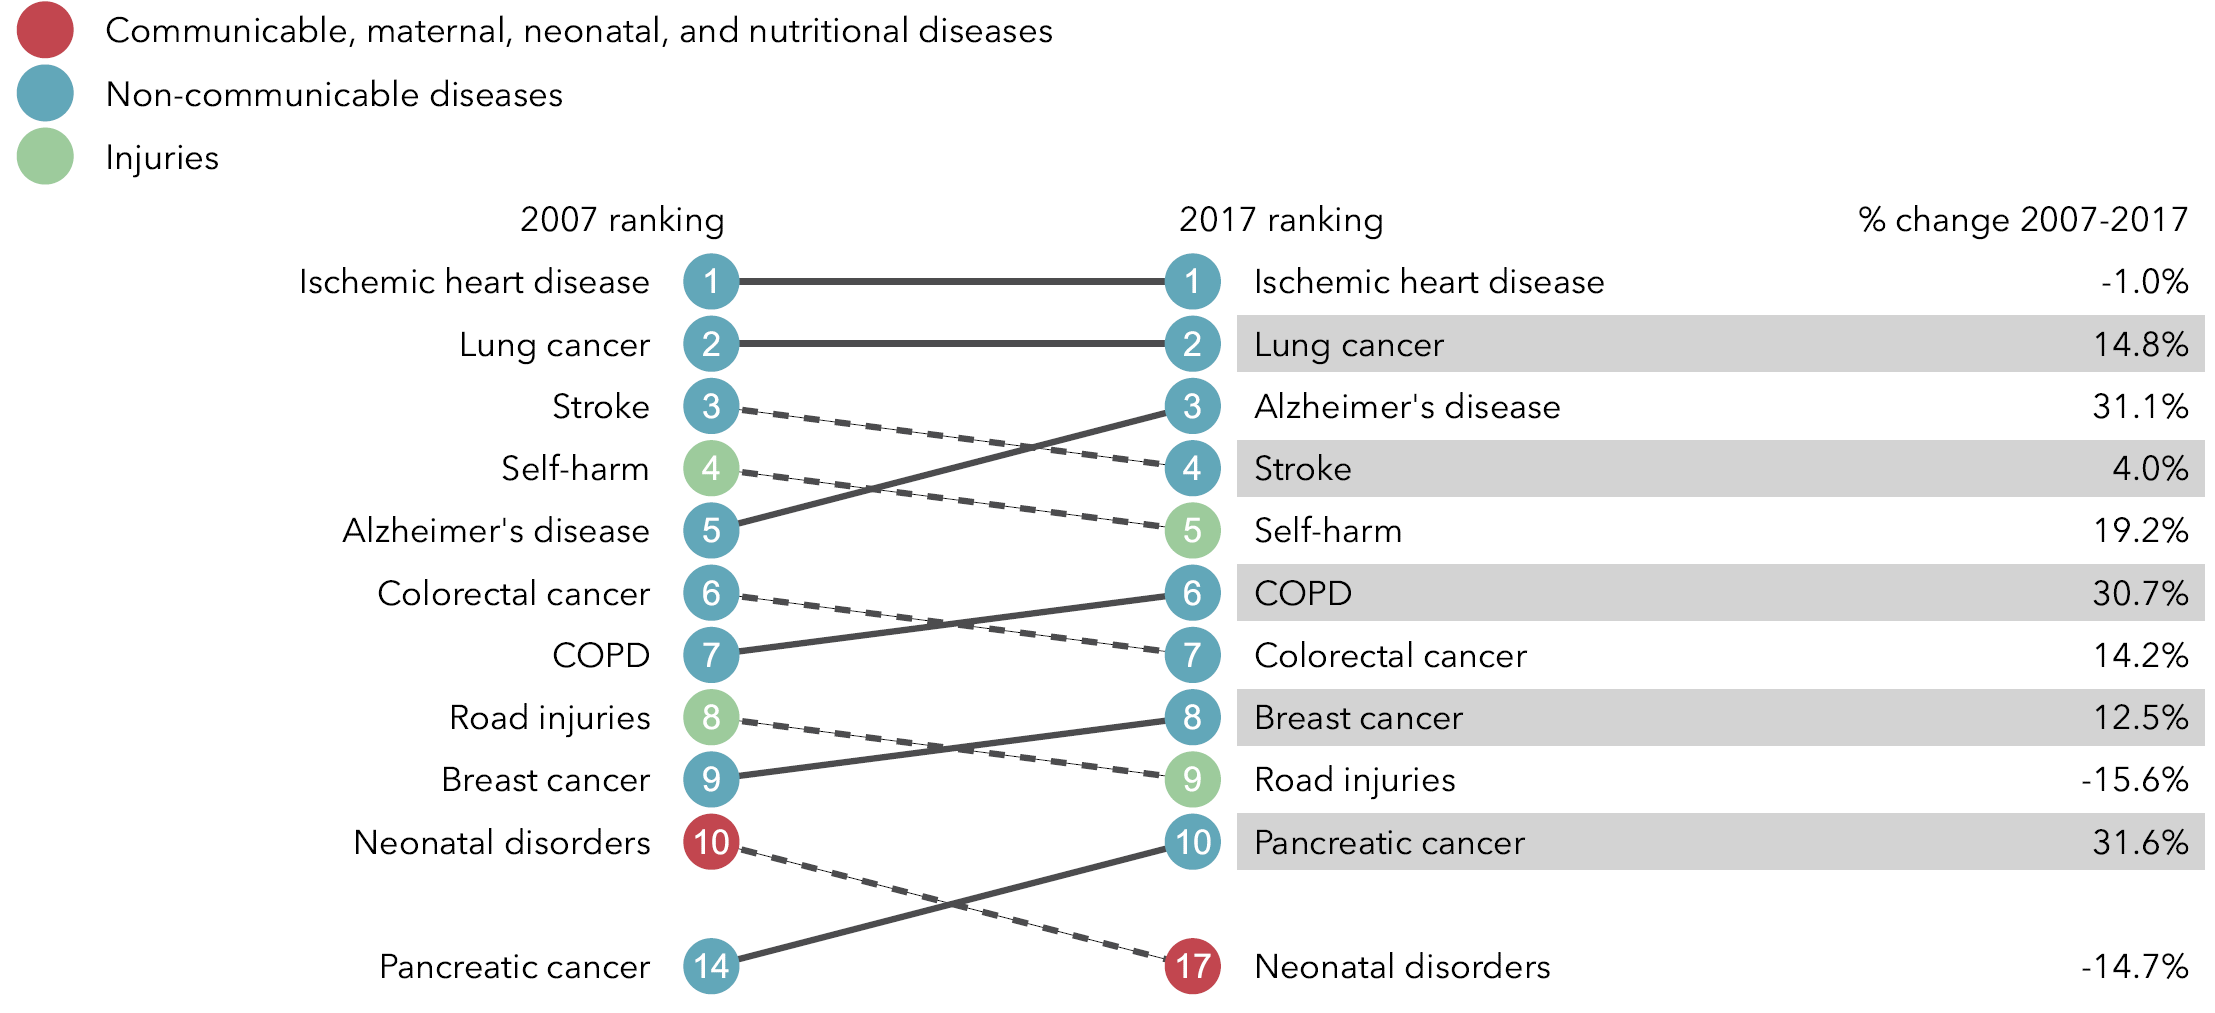 Communicable, maternal, neonatal, and nutritional diseases
Non-communicable diseases
Injuries
2007 ranking 2017 ranking % change 2007-2017
Ischemic heart disease 1 1 Ischemic heart disease -1.0%
Lung cancer 2 2 Lung cancer 14.8%
Stroke 3 3 Alzheimer's disease 31.1%
Self-harm 4 4 Stroke 4.0%
Alzheimer's disease 5 5 Self-harm 19.2%
Colorectal cancer 6 6 COPD 30.7%
COPD 7 7 Colorectal cancer 14.2%
Road injuries 8 8 Breast cancer 12.5%
Breast cancer 9 9 Road injuries -15.6%
Neonatal disorders 10 10 Pancreatic cancer 31.6%
Pancreatic cancer 14 17 Neonatal disorders -14.7%